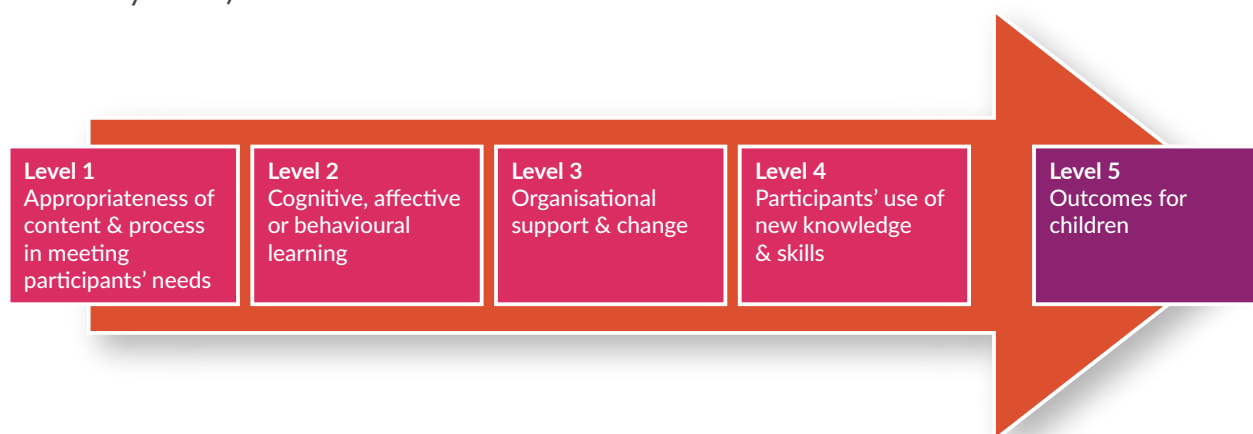 Level 1
Appropriateness of
content & process
in meeting
participants’ needs
Level 2
Cognitive, affective
or behavioural
learning
Level 3
Organisational
support & change
Level 4
Participants’ use of
new knowledge
& skills
Level 5
Outcomes for
children